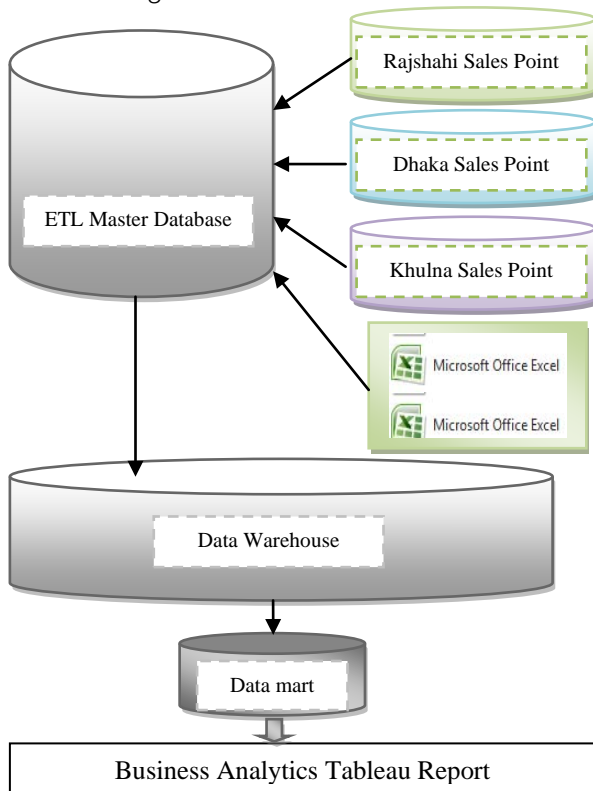 Rajshahi Sales Point
Dhaka Sales Point
ETL Master Database
Khulna Sales Point
Microsoft Office Excel
Microsoft Office Excel
Data Warehouse
Data mart
Business Analytics Tableau Report